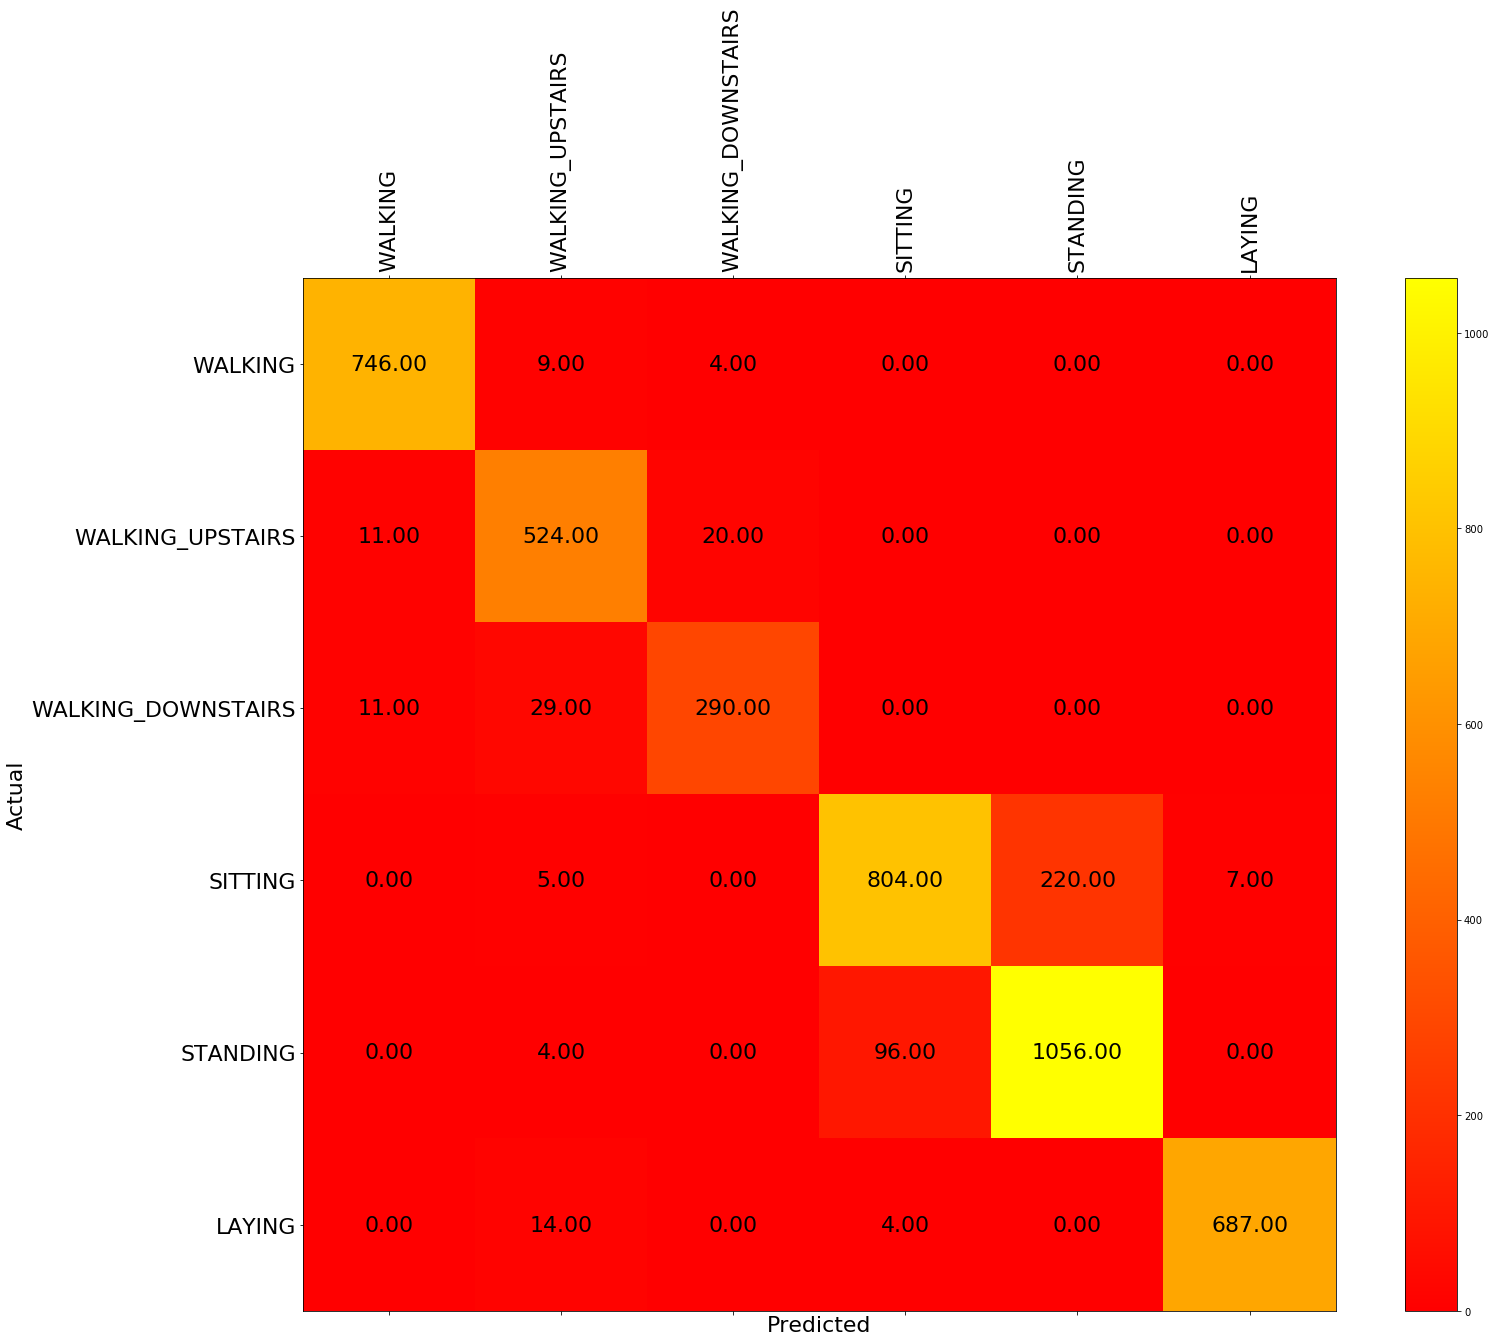 WALKING
WALKING_UPSTAIRS
WALKING_DOWNSTAIRS
SITTING
STANDING
LAYING
WALKING 746.00 9.00 4.00 0.00 0.00 0.00
WALKING_UPSTAIRS 11.00 524.00 20.00 0.00 0.00 0.00
WALKING_DOWNSTAIRS 11.00 29.00 290.00 0.00 0.00 0.00
SITTING 0.00 5.00 0.00 804.00 220.00 7.00
STANDING 0.00 4.00 0.00 96.00 1056.00 0.00
LAYING 0.00 14.00 0.00 4.00 0.00 687.00
Actual
Predicted
1000
800
600
400
200
0